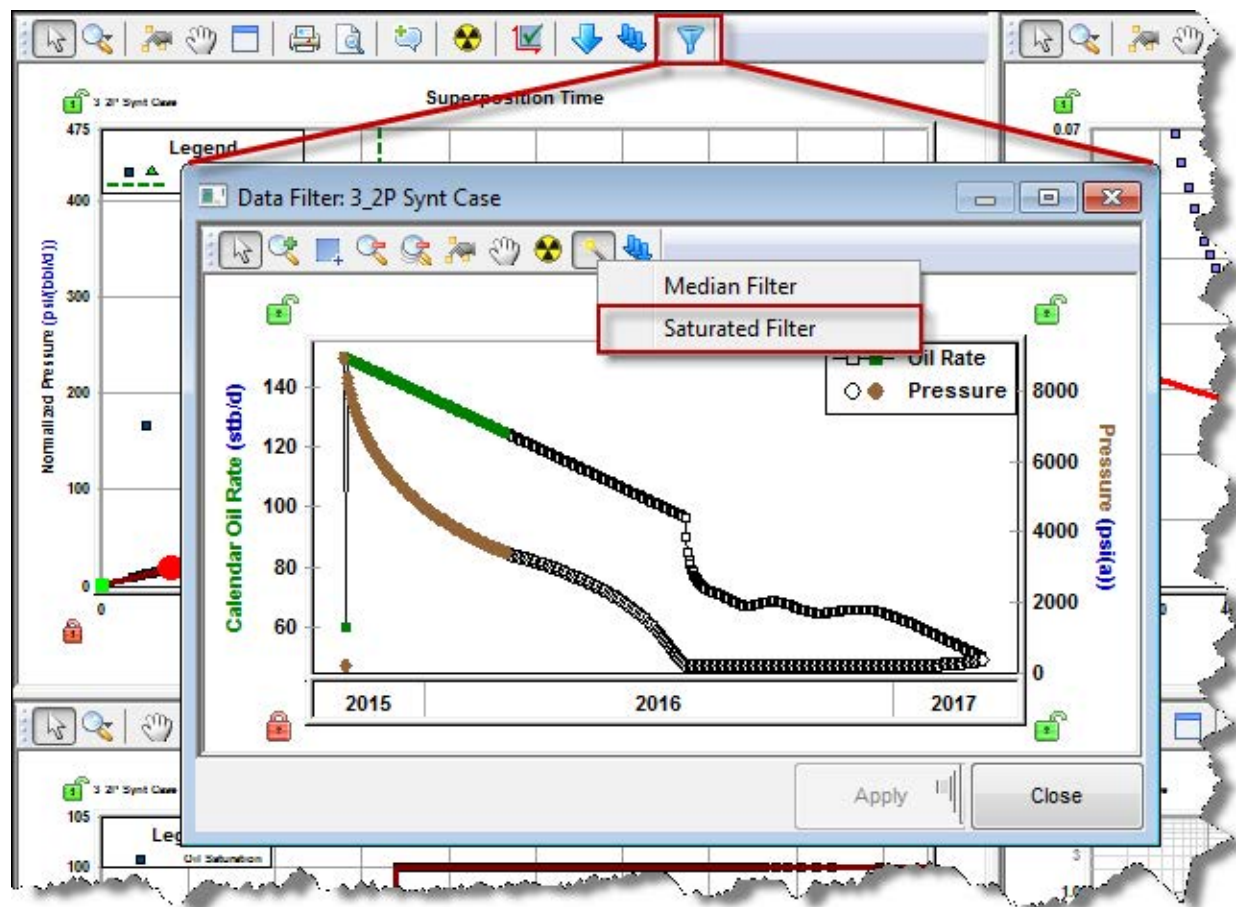 3 2P Synt Case
Superposition Time
475
Legend
400
300
200
100
0
0
Normalized Pressure (psi/(bbl/d))
0.07
Data Filter: 3_2P Synt Case
Median Filter
Saturated Filter
Oil Rate
Pressure
140
120
100
80
60
Calendar Oil Rate (stb/d)
8000
6000
4000
2000
0
Pressure (psi(a))
2015
2016
2017
Apply
Close
3 2P Synt Case
105
Oil Saturation
100
3